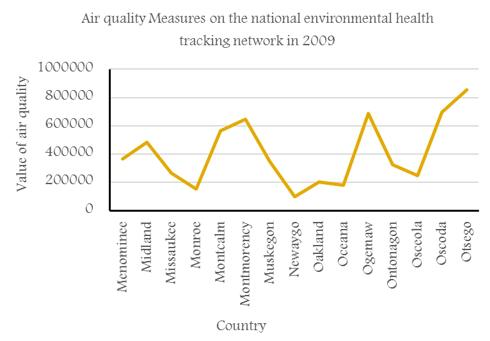 Air quality Measures on the national environmental health
tracking network in 2009
Value of air quality
1000000
800000
600000
400000
200000
0
Menominee
Midland
Missaukee
Monroe
Montcalm
Montmorency
Muskegon
Newaygo
Oakland
Oceana
Ogemaw
Ontonagon
Osceola
Oscoda
Otsego
Country